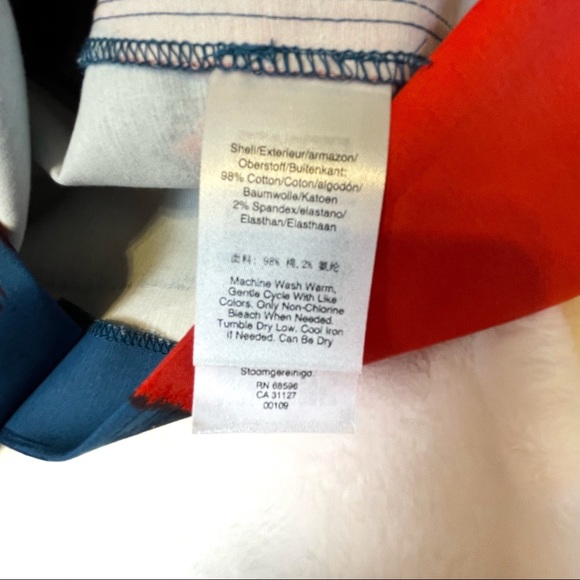 Shell/Exterieur/armazon/
Oberstoff/Buitenkant:
98% Cotton/Coton/algodón/
Baumwolle/Katoen
2% Spandex/elastano/
Elasthan/Elasthaan
面料: 98% 棉, 2% 氨纶
Machine Wash Warm,
Gentle Cycle With Like
Colors. Only Non-Chlorine
Bleach When Needed.
Tumble Dry Low. Cool Iron
if Needed. Can Be Dry
Stoomgereinigd.
RN 68596
CA 31127
00109